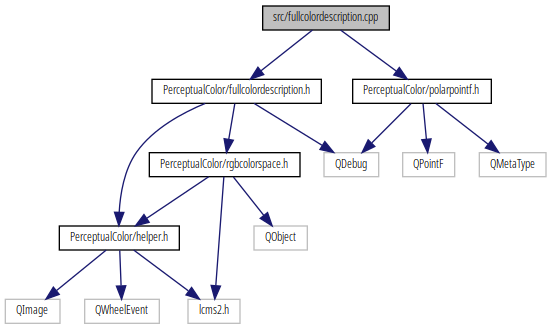 src/fullcolordescription.cpp
PerceptualColor/fullcolordescription.h
PerceptualColor/polarpointf.h
PerceptualColor/rgbcolorspace.h
QDebug
QPointF
QMetaType
PerceptualColor/helper.h
QObject
QImage
QWheelEvent
lcms2.h